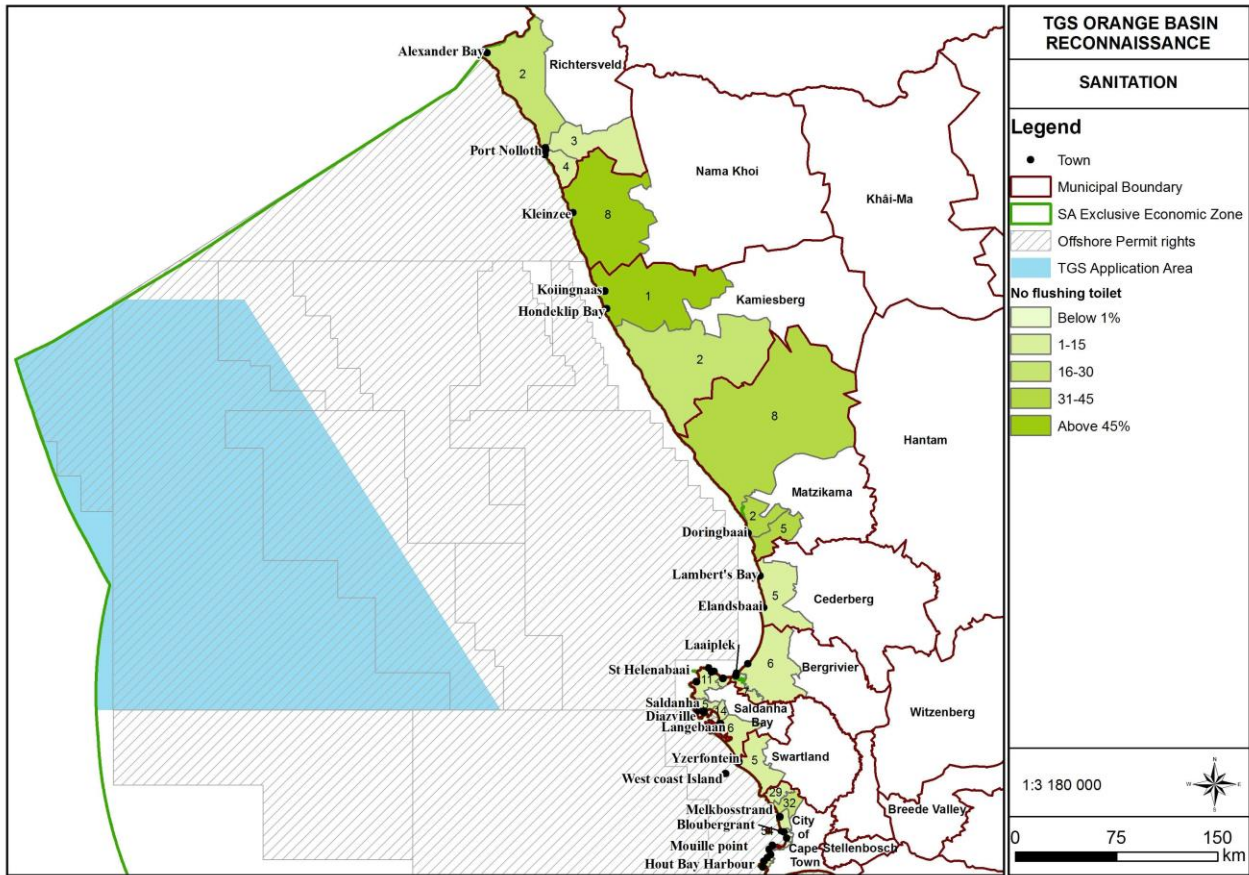 TGS ORANGE BASIN
RECONNAISSANCE
SANITATION
Legend
Town
Municipal Boundary
SA Exclusive Economic Zone
Offshore Permit rights
TGS Application Area
No flushing toilet
Below 1%
1-15
16-30
31-45
Above 45%
1:3 180 000
N
W E
S
0 75 150
km
Alexander Bay
Richtersveld
2
3
Port Nolloth
4
Nama Khoi
Khâi-Ma
Kleinzee
8
Koiingnaas
1
Kamiesberg
Hondeklip Bay
2
8
Hantam
Matzikama
2
5
Doringbaai
Lambert's Bay
5
Cederberg
Elandsbaai
Laaiplek
6
Bergrivier
St Helenabaai
11
7
Witzenberg
Saldanha
5
14
Saldanha
Bay
Diazville
Langebaan
6
Swartland
Yzerfontein
5
West coast Island
29
32
Breede Valley
Melkbosstrand
Bloubergrant
54
City
of
Cape
Town
Stellenbosch
Mouille point
Hout Bay Harbour